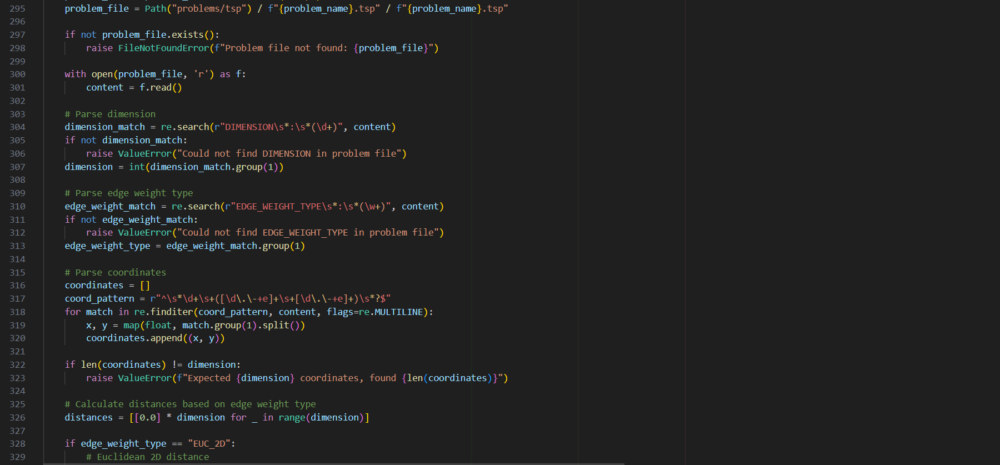 295 problem_file = Path("problems/tsp") / f"{problem_name}.tsp" / f"{problem_name}.tsp"
296
297 if not problem_file.exists():
298 raise FileNotFoundError(f"Problem file not found: {problem_file}")
299
300 with open(problem_file, 'r') as f:
301 content = f.read()
302
303 # Parse dimension
304 dimension_match = re.search(r"DIMENSION\s*:\s*(\d+)", content)
305 if not dimension_match:
306 raise ValueError("Could not find DIMENSION in problem file")
307 dimension = int(dimension_match.group(1))
308
309 # Parse edge weight type
310 edge_weight_match = re.search(r"EDGE_WEIGHT_TYPE\s*:\s*(\w+)", content)
311 if not edge_weight_match:
312 raise ValueError("Could not find EDGE_WEIGHT_TYPE in problem file")
313 edge_weight_type = edge_weight_match.group(1)
314
315 # Parse coordinates
316 coordinates = []
317 coord_pattern = r"^\s*\d+\s+([\d\.\-+e]+\s+[\d\.\-+e]+)\s*?$"
318 for match in re.finditer(coord_pattern, content, flags=re.MULTILINE):
319 x, y = map(float, match.group(1).split())
320 coordinates.append((x, y))
321
322 if len(coordinates) != dimension:
323 raise ValueError(f"Expected {dimension} coordinates, found {len(coordinates)}")
324
325 # Calculate distances based on edge weight type
326 distances = [[0.0] * dimension for _ in range(dimension)]
327
328 if edge_weight_type == "EUC_2D":
329 # Euclidean 2D distance